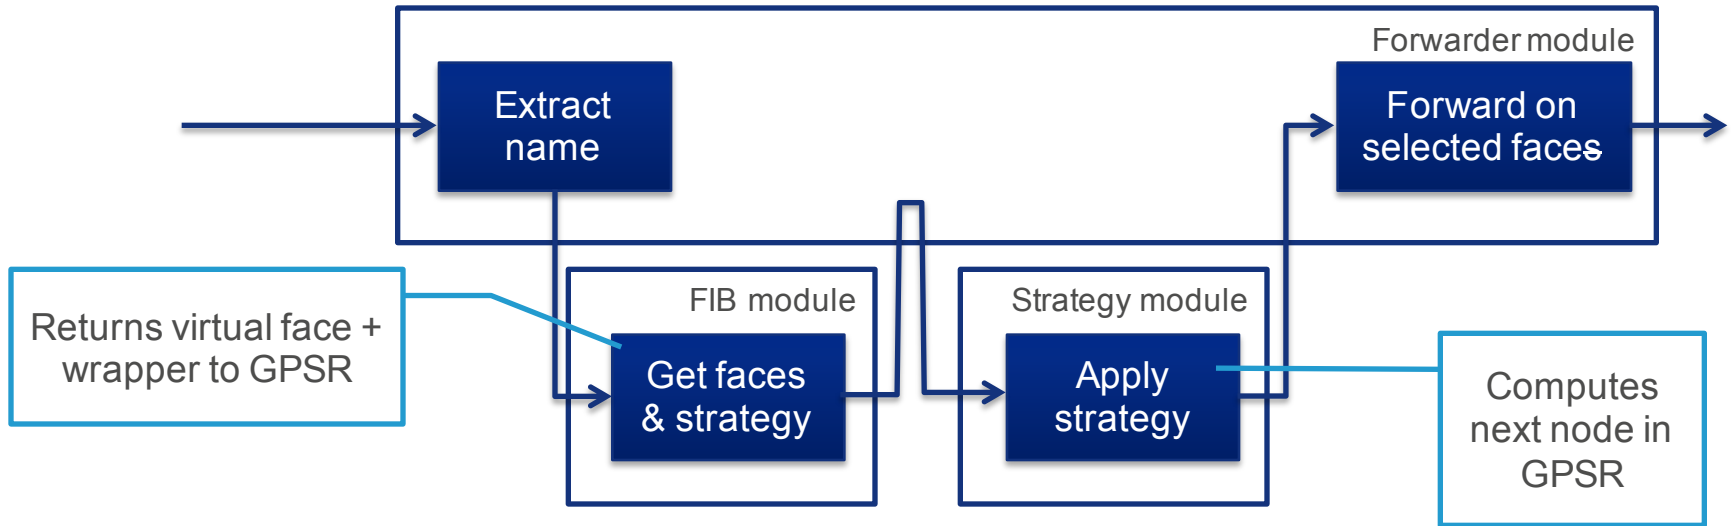 Forwarder module
Extract
name
Forward on
selected faces
Returns virtual face +
wrapper to GPSR
FIB module
Get faces
& strategy
Strategy module
Apply
strategy
Computes
next node in
GPSR